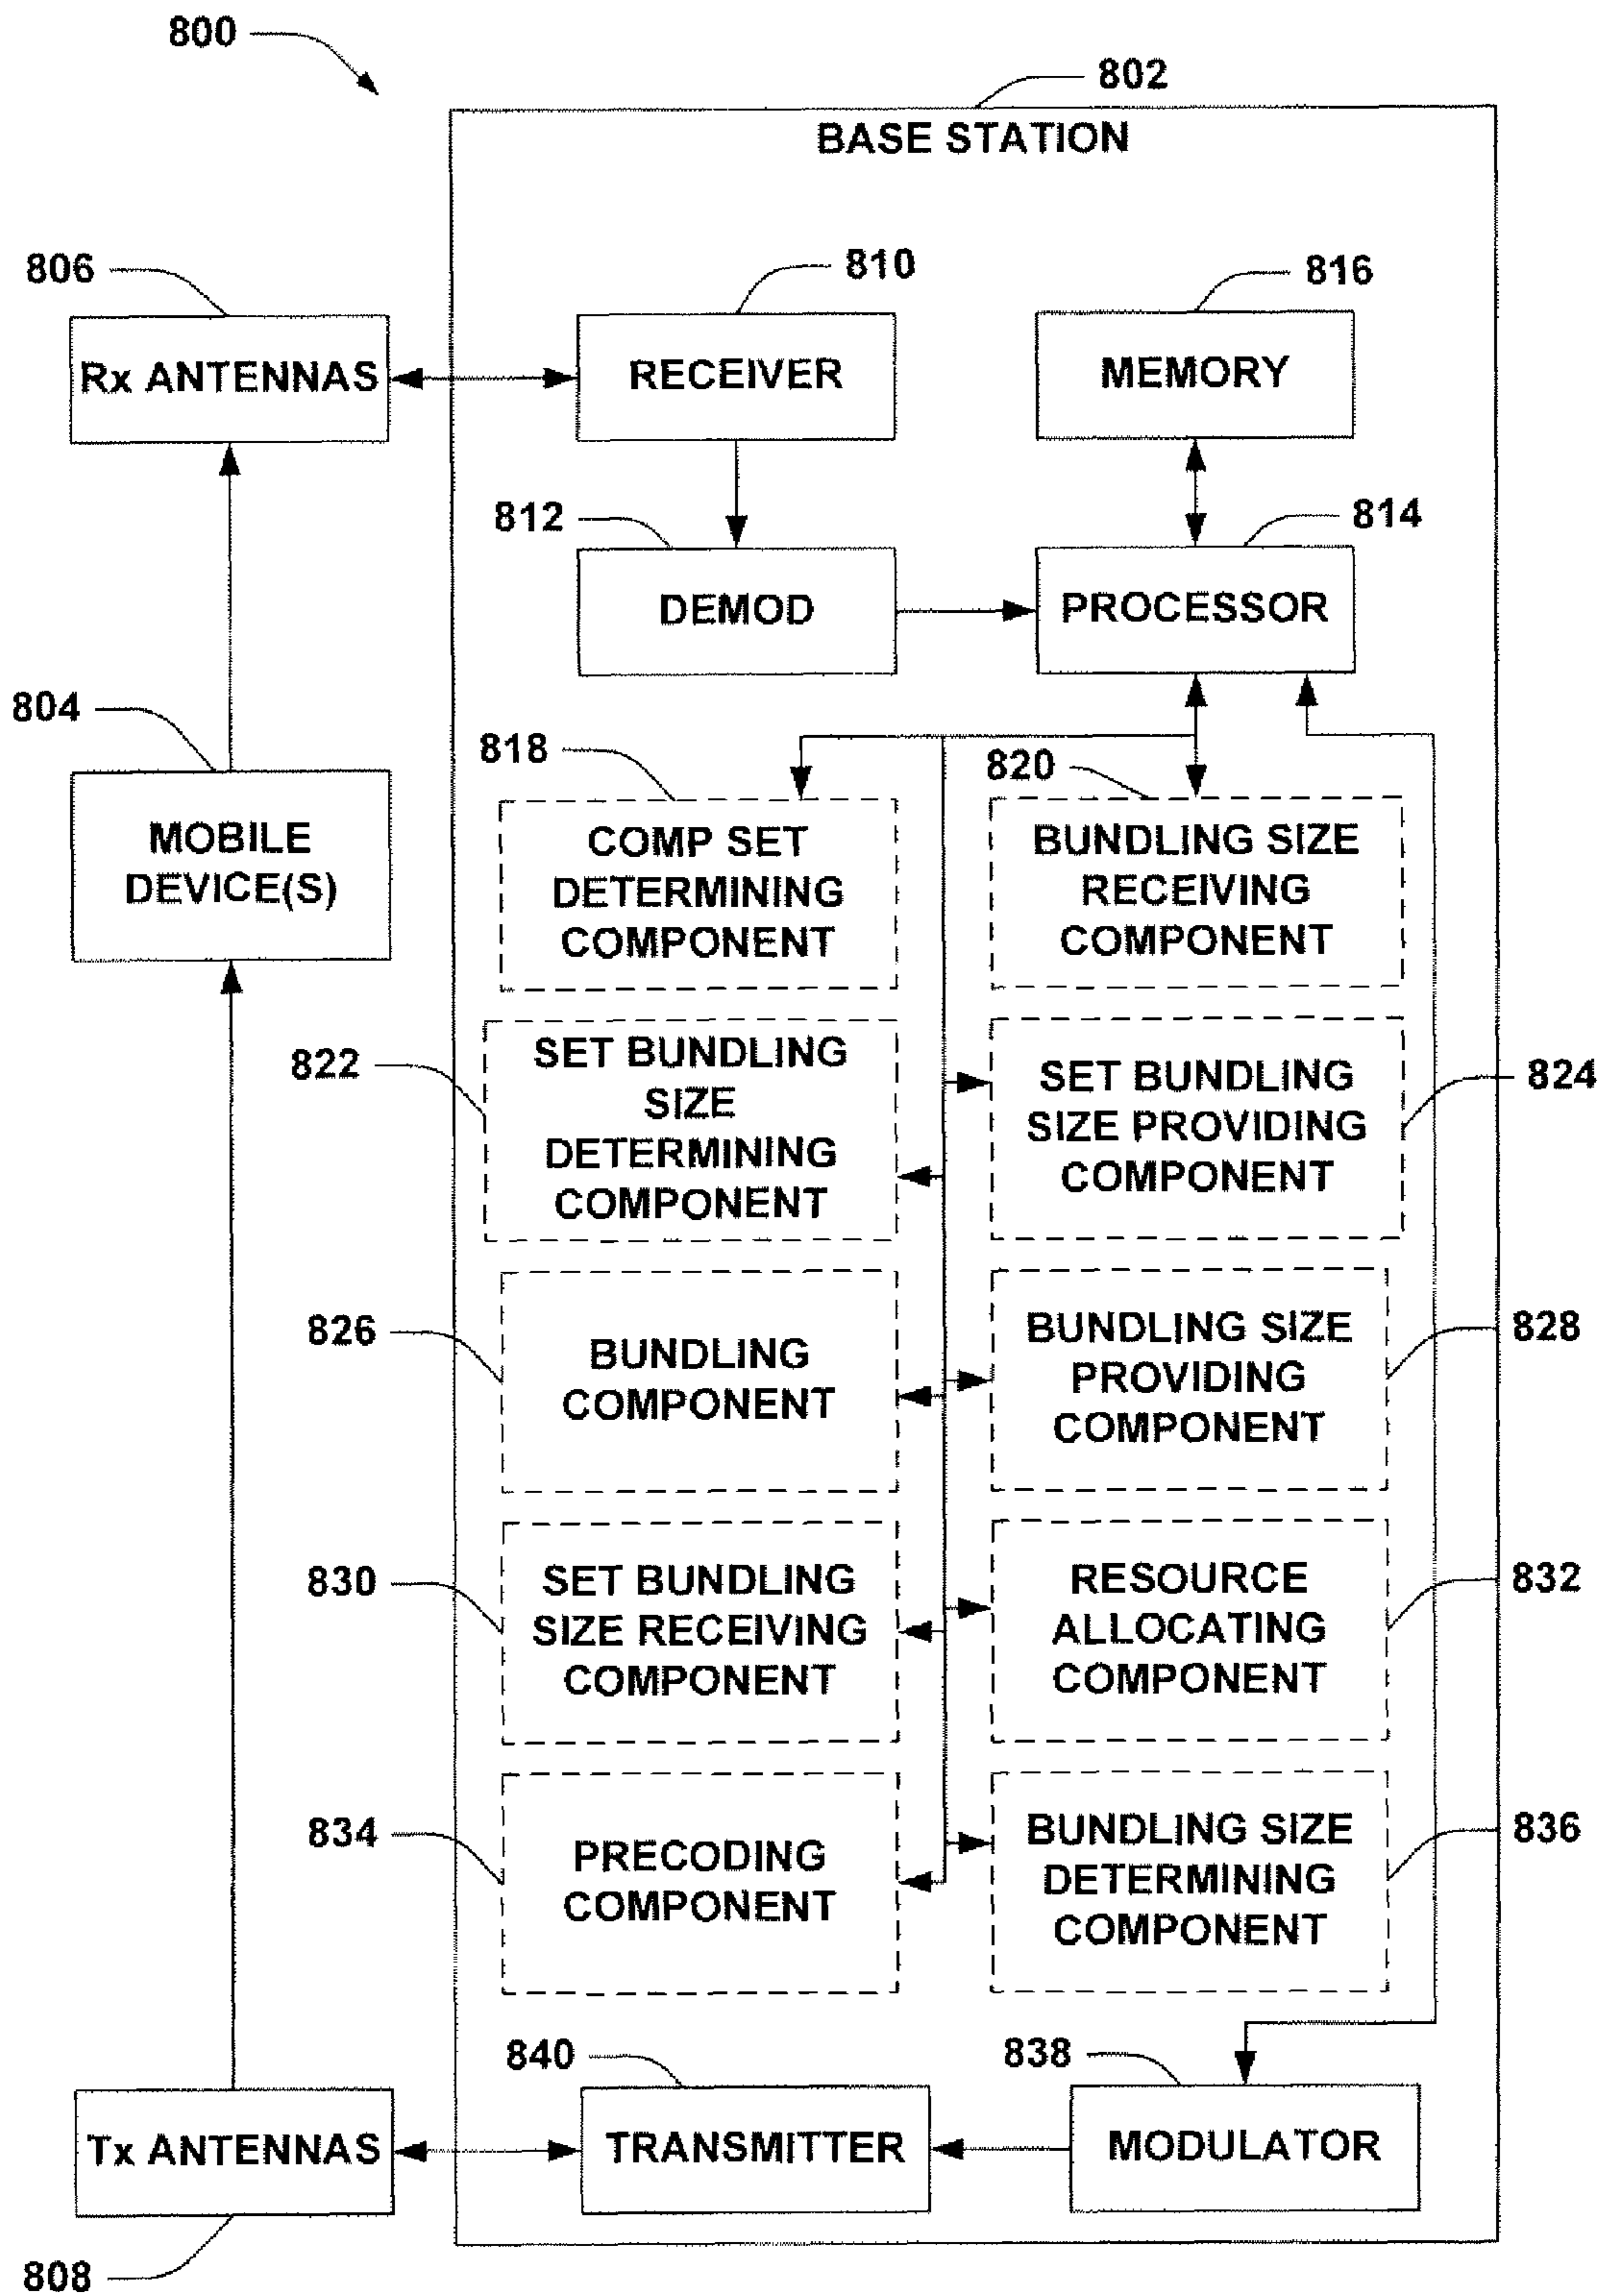 800
802
BASE STATION
806
810
816
Rx ANTENNAS
RECEIVER
MEMORY
812
814
DEMOD
PROCESSOR
804
MOBILE
DEVICE(S)
818
820
COMP SET
DETERMINING
COMPONENT
BUNDLING SIZE
RECEIVING
COMPONENT
822
SET BUNDLING
SIZE
DETERMINING
COMPONENT
SET BUNDLING
SIZE PROVIDING
COMPONENT
824
826
BUNDLING
COMPONENT
BUNDLING SIZE
PROVIDING
COMPONENT
828
830
SET BUNDLING
SIZE RECEIVING
COMPONENT
RESOURCE
ALLOCATING
COMPONENT
832
834
PRECODING
COMPONENT
BUNDLING SIZE
DETERMINING
COMPONENT
836
840
838
Tx ANTENNAS
TRANSMITTER
MODULATOR
808